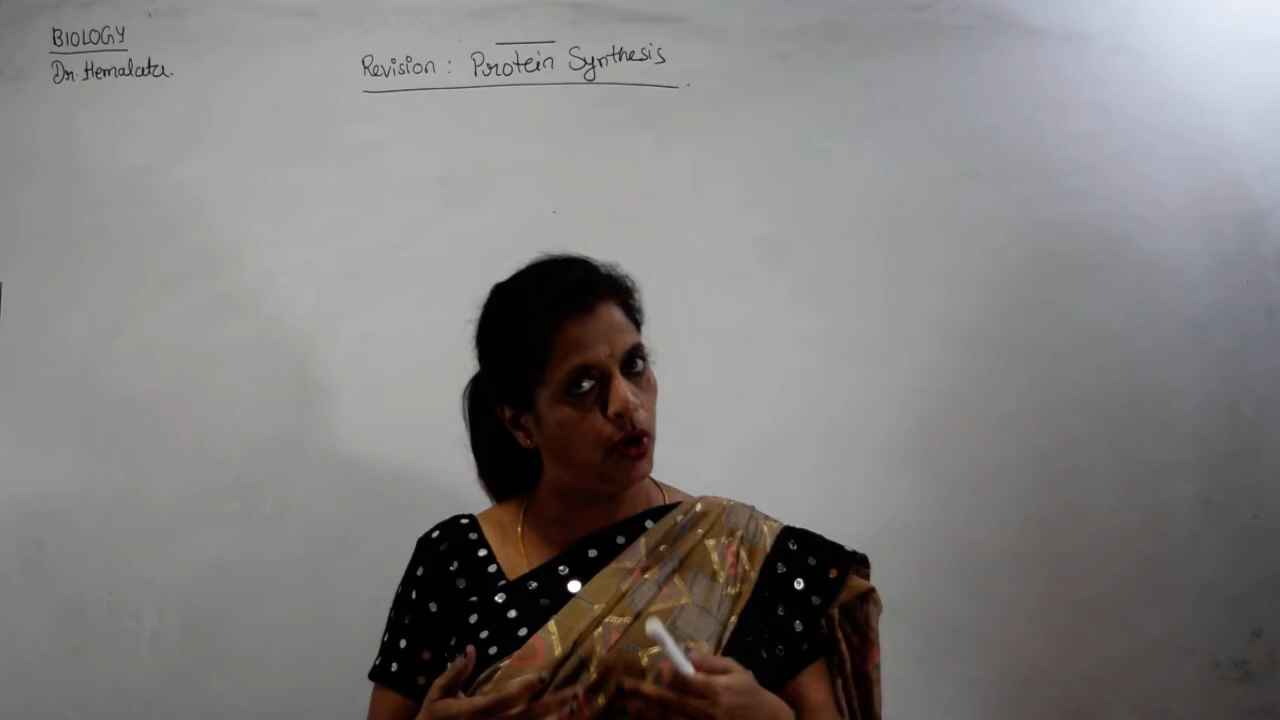 BIOLOGY
Dr. Hemalata.
Revision : Protein Synthesis